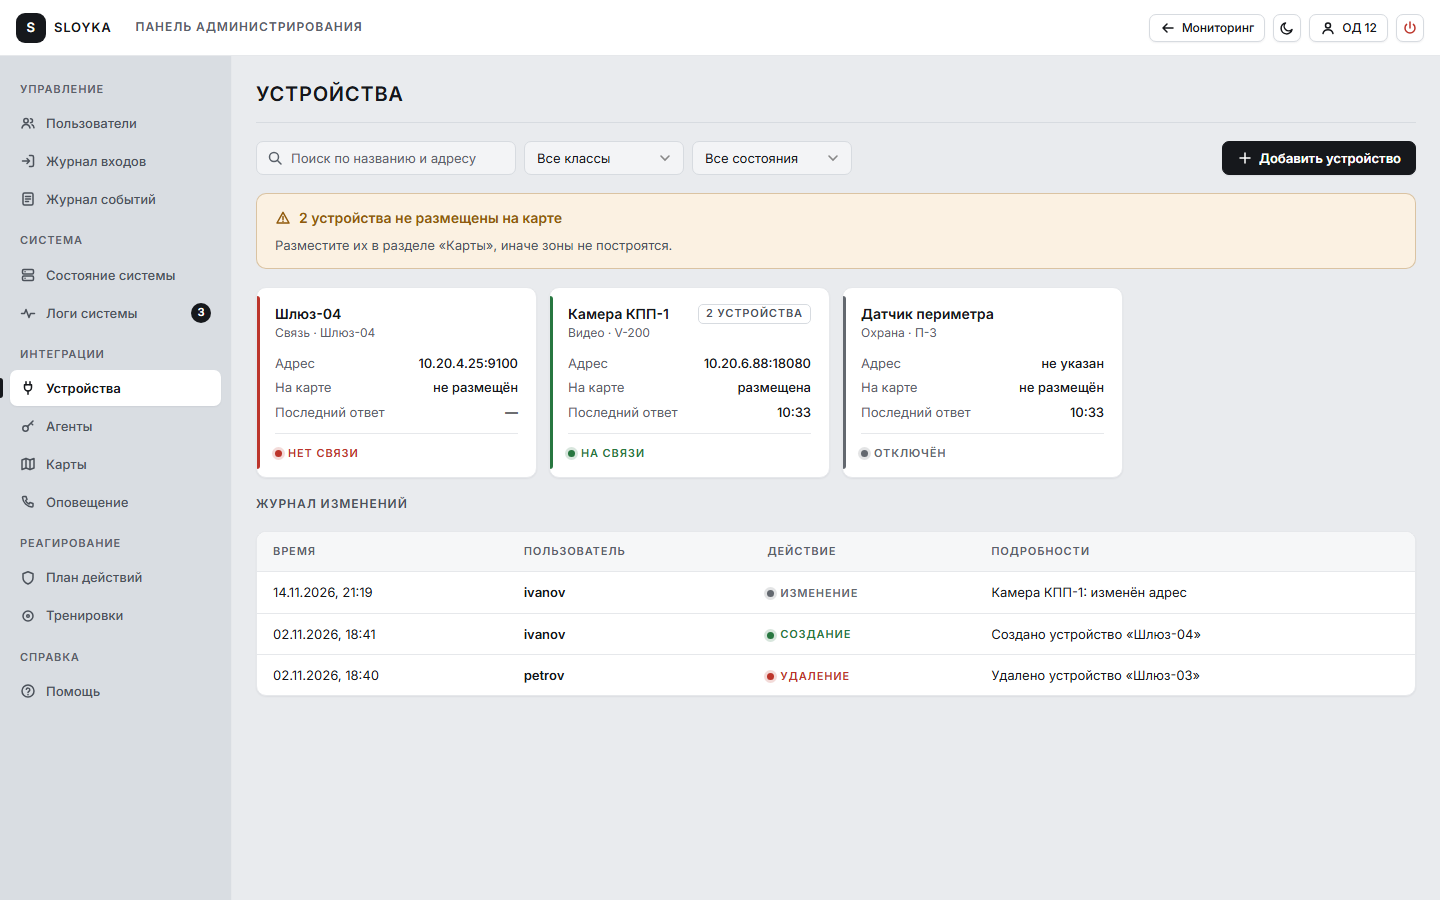 S SLOYKA ПАНЕЛЬ АДМИНИСТРИРОВАНИЯ
Мониторинг
ОД 12
УПРАВЛЕНИЕ
Пользователи
Журнал входов
Журнал событий
СИСТЕМА
Состояние системы
Логи системы 3
ИНТЕГРАЦИИ
Устройства
Агенты
Карты
Оповещение
РЕАГИРОВАНИЕ
План действий
Тренировки
СПРАВКА
Помощь
УСТРОЙСТВА
Поиск по названию и адресу
Все классы
Все состояния
Добавить устройство
2 устройства не размещены на карте
Разместите их в разделе «Карты», иначе зоны не построятся.
Шлюз-04
Связь · Шлюз-04
Адрес 10.20.4.25:9100
На карте не размещён
Последний ответ —
НЕТ СВЯЗИ
Камера КПП-1 2 УСТРОЙСТВА
Видео · V-200
Адрес 10.20.6.88:18080
На карте размещена
Последний ответ 10:33
НА СВЯЗИ
Датчик периметра
Охрана · П-3
Адрес не указан
На карте не размещён
Последний ответ 10:33
ОТКЛЮЧЁН
ЖУРНАЛ ИЗМЕНЕНИЙ
ВРЕМЯ ПОЛЬЗОВАТЕЛЬ ДЕЙСТВИЕ ПОДРОБНОСТИ
14.11.2026, 21:19 ivanov ИЗМЕНЕНИЕ Камера КПП-1: изменён адрес
02.11.2026, 18:41 ivanov СОЗДАНИЕ Создано устройство «Шлюз-04»
02.11.2026, 18:40 petrov УДАЛЕНИЕ Удалено устройство «Шлюз-03»